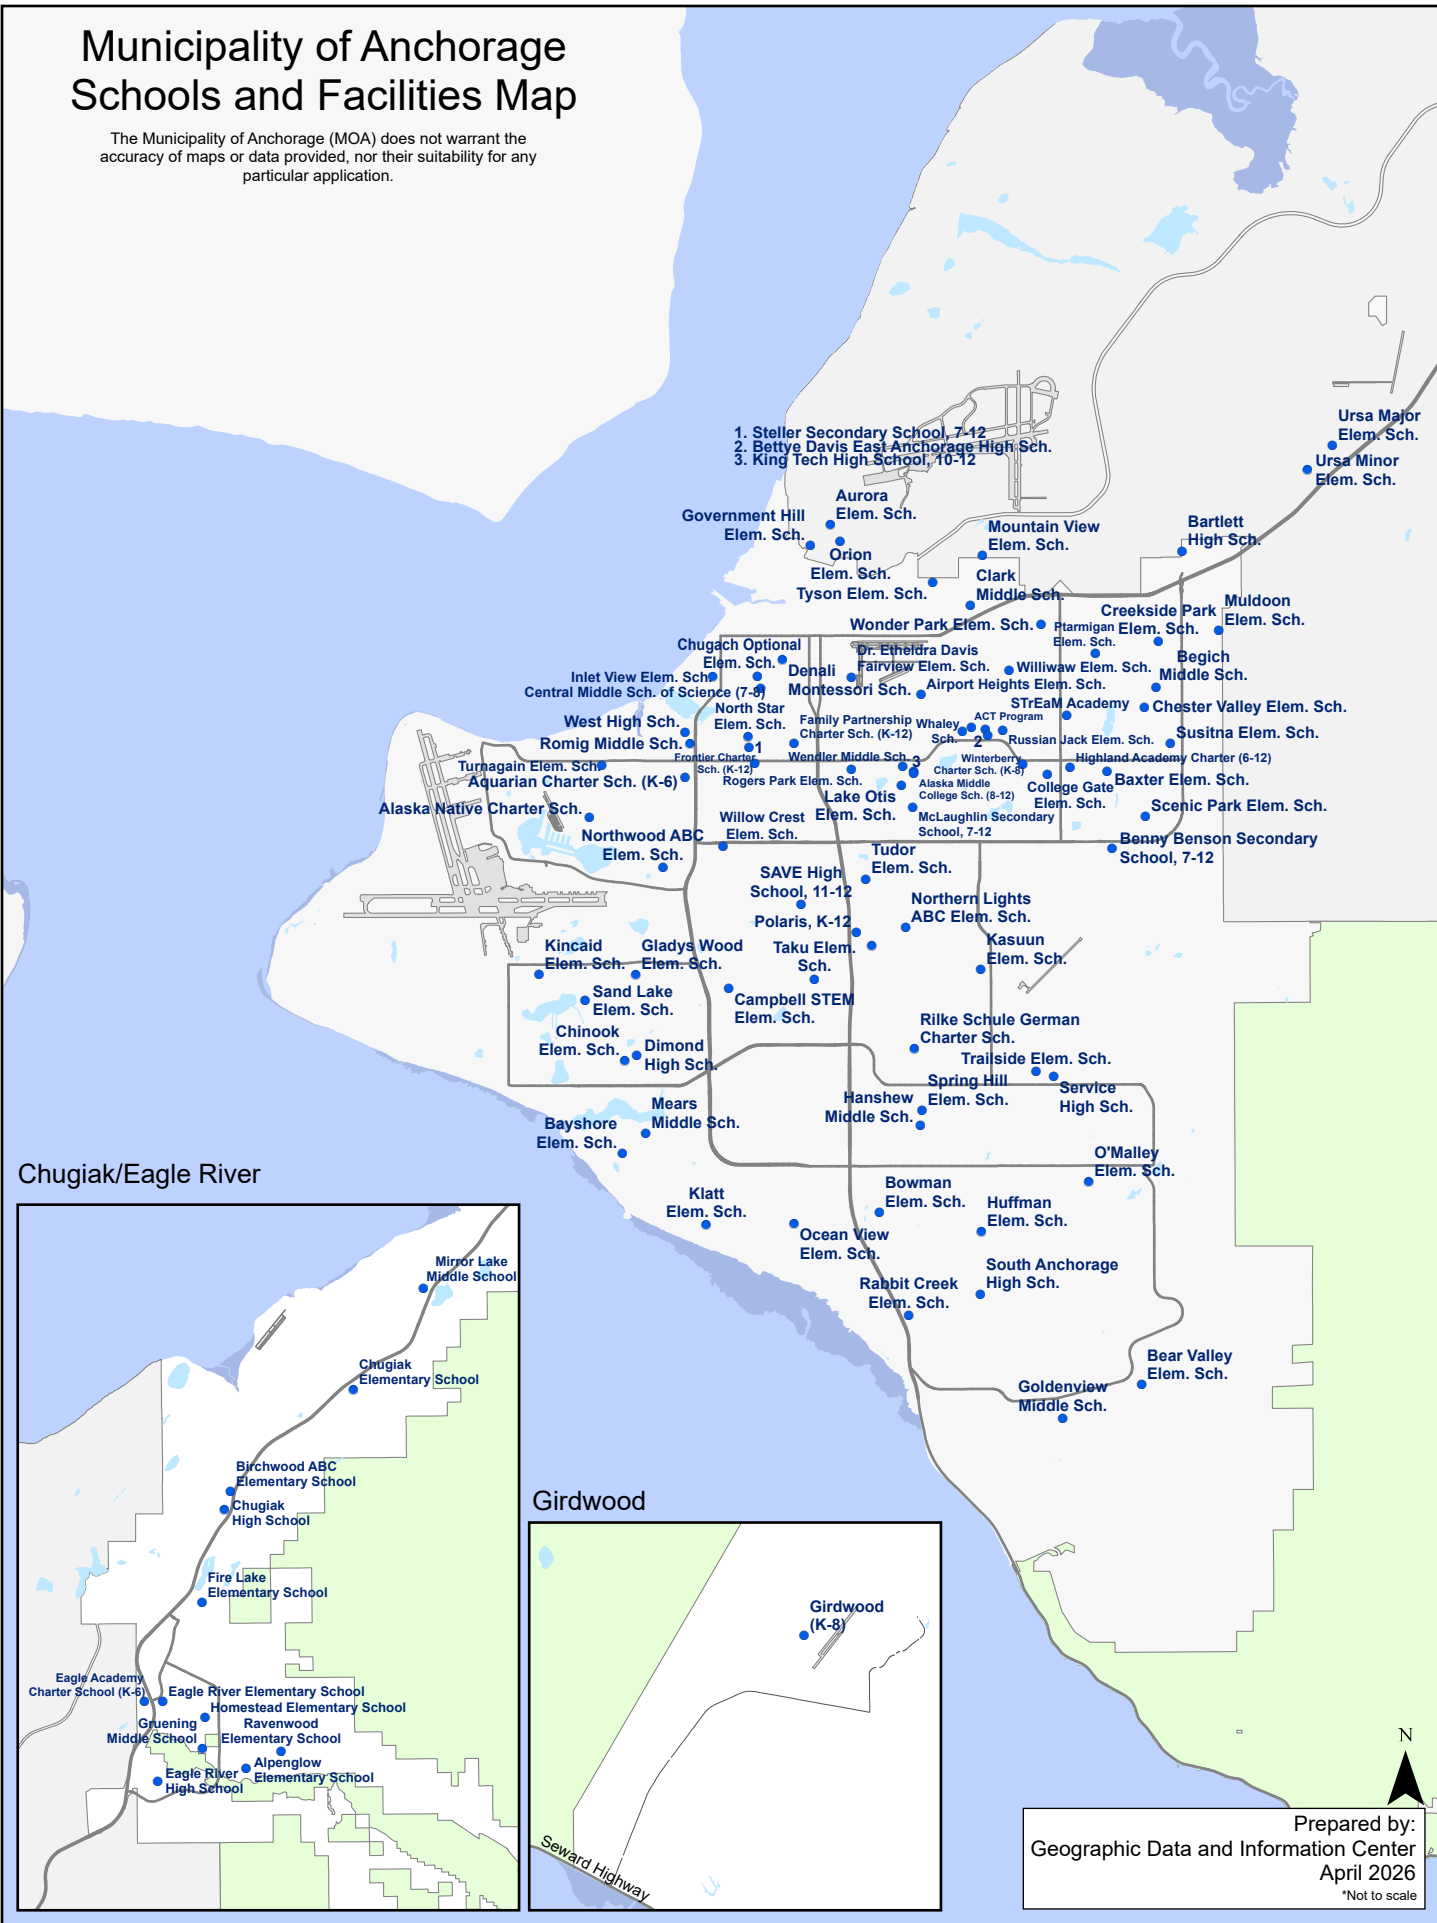 Municipality of Anchorage
Schools and Facilities Map
The Municipality of Anchorage (MOA) does not warrant the
accuracy of maps or data provided, nor their suitability for any
particular application.
Ursa Major
Elem. Sch.
Ursa Minor
Elem. Sch.
1. Steller Secondary School, 7-12
2. Bettye Davis East Anchorage High Sch.
3. King Tech High School, 10-12
Aurora
Elem. Sch.
Government Hill
Elem. Sch.
Orion
Elem. Sch.
Mountain View
Elem. Sch.
Bartlett
High Sch.
Tyson Elem. Sch.
Clark
Middle Sch.
Wonder Park Elem. Sch.
Ptarmigan
Elem. Sch.
Creekside Park
Elem. Sch.
Muldoon
Elem. Sch.
Chugach Optional
Elem. Sch.
Denali
Montessori Sch.
Dr. Etheldra Davis
Fairview Elem. Sch.
Williwaw Elem. Sch.
Begich
Middle Sch.
Inlet View Elem. Sch.
Central Middle Sch. of Science (7-8)
Airport Heights Elem. Sch.
STrEaM Academy
Chester Valley Elem. Sch.
North Star
Elem. Sch.
West High Sch.
Romig Middle Sch.
1
Family Partnership
Charter Sch. (K-12)
Whaley
Sch.
ACT Program
2
Russian Jack Elem. Sch.
Susitna Elem. Sch.
Turnagain Elem. Sch.
Frontier Charter
Sch. (K-12)
Wendler Middle Sch.
3
Winterberry
Charter Sch. (K-8)
Highland Academy Charter (6-12)
Aquarian Charter Sch. (K-6)
Rogers Park Elem. Sch.
Alaska Middle
College Sch. (8-12)
College Gate
Elem. Sch.
Baxter Elem. Sch.
Lake Otis
Elem. Sch.
Alaska Native Charter Sch.
McLaughlin Secondary
School, 7-12
Scenic Park Elem. Sch.
Willow Crest
Elem. Sch.
Northwood ABC
Elem. Sch.
Benny Benson Secondary
School, 7-12
Tudor
Elem. Sch.
SAVE High
School, 11-12
Northern Lights
ABC Elem. Sch.
Polaris, K-12
Taku Elem.
Sch.
Kasuun
Elem. Sch.
Kincaid
Elem. Sch.
Gladys Wood
Elem. Sch.
Sand Lake
Elem. Sch.
Campbell STEM
Elem. Sch.
Chinook
Elem. Sch.
Dimond
High Sch.
Rilke Schule German
Charter Sch.
Trailside Elem. Sch.
Spring Hill
Elem. Sch.
Service
High Sch.
Hanshew
Middle Sch.
Mears
Middle Sch.
Bayshore
Elem. Sch.
O'Malley
Elem. Sch.
Klatt
Elem. Sch.
Bowman
Elem. Sch.
Huffman
Elem. Sch.
Ocean View
Elem. Sch.
South Anchorage
High Sch.
Rabbit Creek
Elem. Sch.
Bear Valley
Elem. Sch.
Goldenview
Middle Sch.
Chugiak/Eagle River
Mirror Lake
Middle School
Chugiak
Elementary School
Birchwood ABC
Elementary School
Chugiak
High School
Fire Lake
Elementary School
Eagle Academy
Charter School (K-6)
Eagle River Elementary School
Homestead Elementary School
Gruening
Middle School
Ravenwood
Elementary School
Alpenglow
Elementary School
Eagle River
High School
Girdwood
Girdwood
(K-8)
Seward Highway
N
Prepared by:
Geographic Data and Information Center
April 2026
*Not to scale